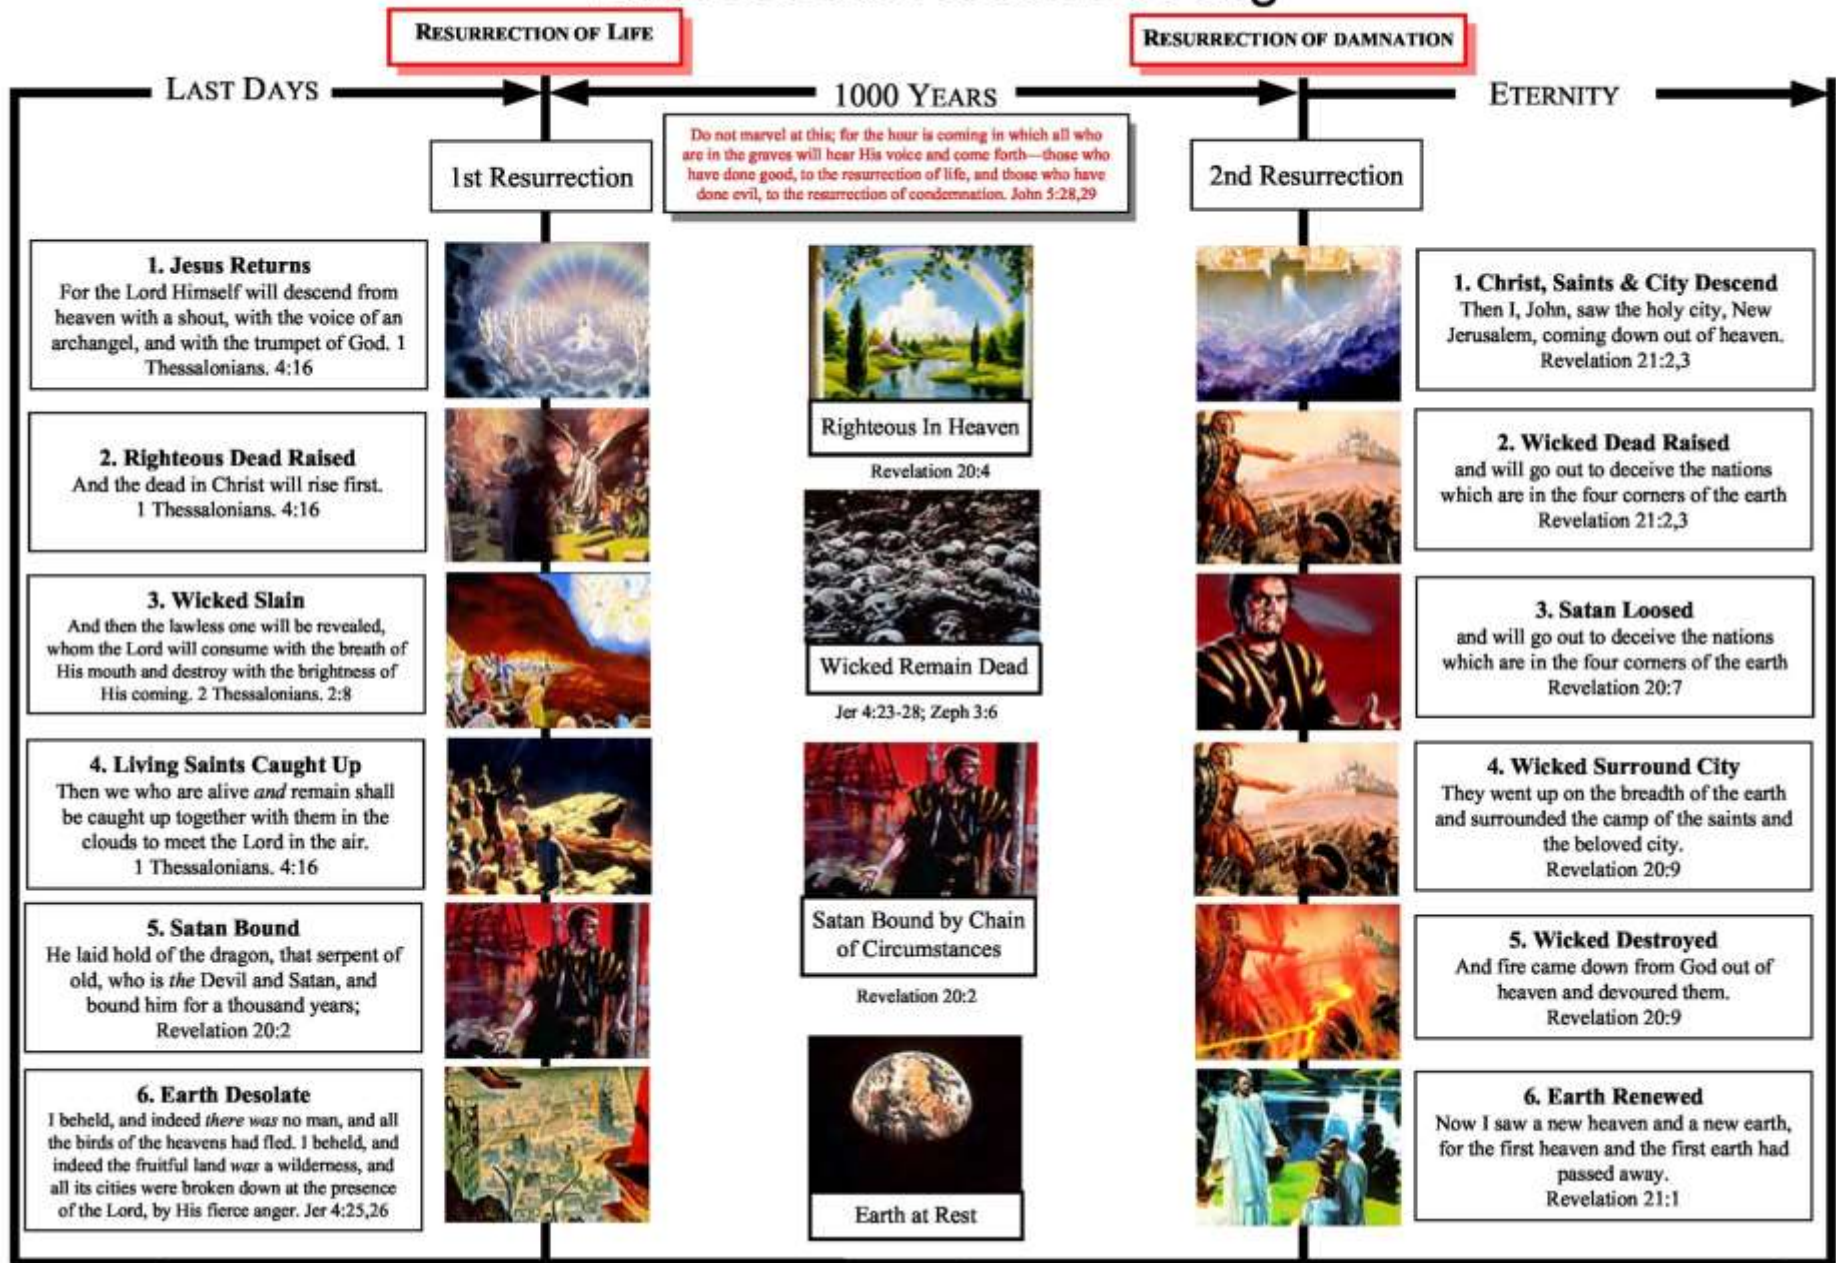 RESURRECTION OF LIFE
RESURRECTION OF DAMNATION
LAST DAYS
1000 YEARS
ETERNITY
1st Resurrection
Do not marvel at this; for the hour is coming in which all who
are in the graves will hear His voice and come forth—those who
have done good, to the resurrection of life, and those who have
done evil, to the resurrection of condemnation. John 5:28,29
2nd Resurrection
1. Jesus Returns
For the Lord Himself will descend from
heaven with a shout, with the voice of an
archangel, and with the trumpet of God. 1
Thessalonians. 4:16
2. Righteous Dead Raised
And the dead in Christ will rise first.
1 Thessalonians. 4:16
3. Wicked Slain
And then the lawless one will be revealed,
whom the Lord will consume with the breath of
His mouth and destroy with the brightness of
His coming. 2 Thessalonians. 2:8
4. Living Saints Caught Up
Then we who are alive and remain shall
be caught up together with them in the
clouds to meet the Lord in the air.
1 Thessalonians. 4:16
5. Satan Bound
He laid hold of the dragon, that serpent of
old, who is the Devil and Satan, and
bound him for a thousand years;
Revelation 20:2
6. Earth Desolate
I beheld, and indeed there was no man, and all
the birds of the heavens had fled. I beheld, and
indeed the fruitful land was a wilderness, and
all its cities were broken down at the presence
of the Lord, by His fierce anger. Jer 4:25,26
Righteous In Heaven
Revelation 20:4
Wicked Remain Dead
Jer 4:23-28; Zeph 3:6
Satan Bound by Chain
of Circumstances
Revelation 20:2
Earth at Rest
1. Christ, Saints & City Descend
Then I, John, saw the holy city, New
Jerusalem, coming down out of heaven.
Revelation 21:2,3
2. Wicked Dead Raised
and will go out to deceive the nations
which are in the four corners of the earth
Revelation 21:2,3
3. Satan Loosed
and will go out to deceive the nations
which are in the four corners of the earth
Revelation 20:7
4. Wicked Surround City
They went up on the breadth of the earth
and surrounded the camp of the saints and
the beloved city.
Revelation 20:9
5. Wicked Destroyed
And fire came down from God out of
heaven and devoured them.
Revelation 20:9
6. Earth Renewed
Now I saw a new heaven and a new earth,
for the first heaven and the first earth had
passed away.
Revelation 21:1